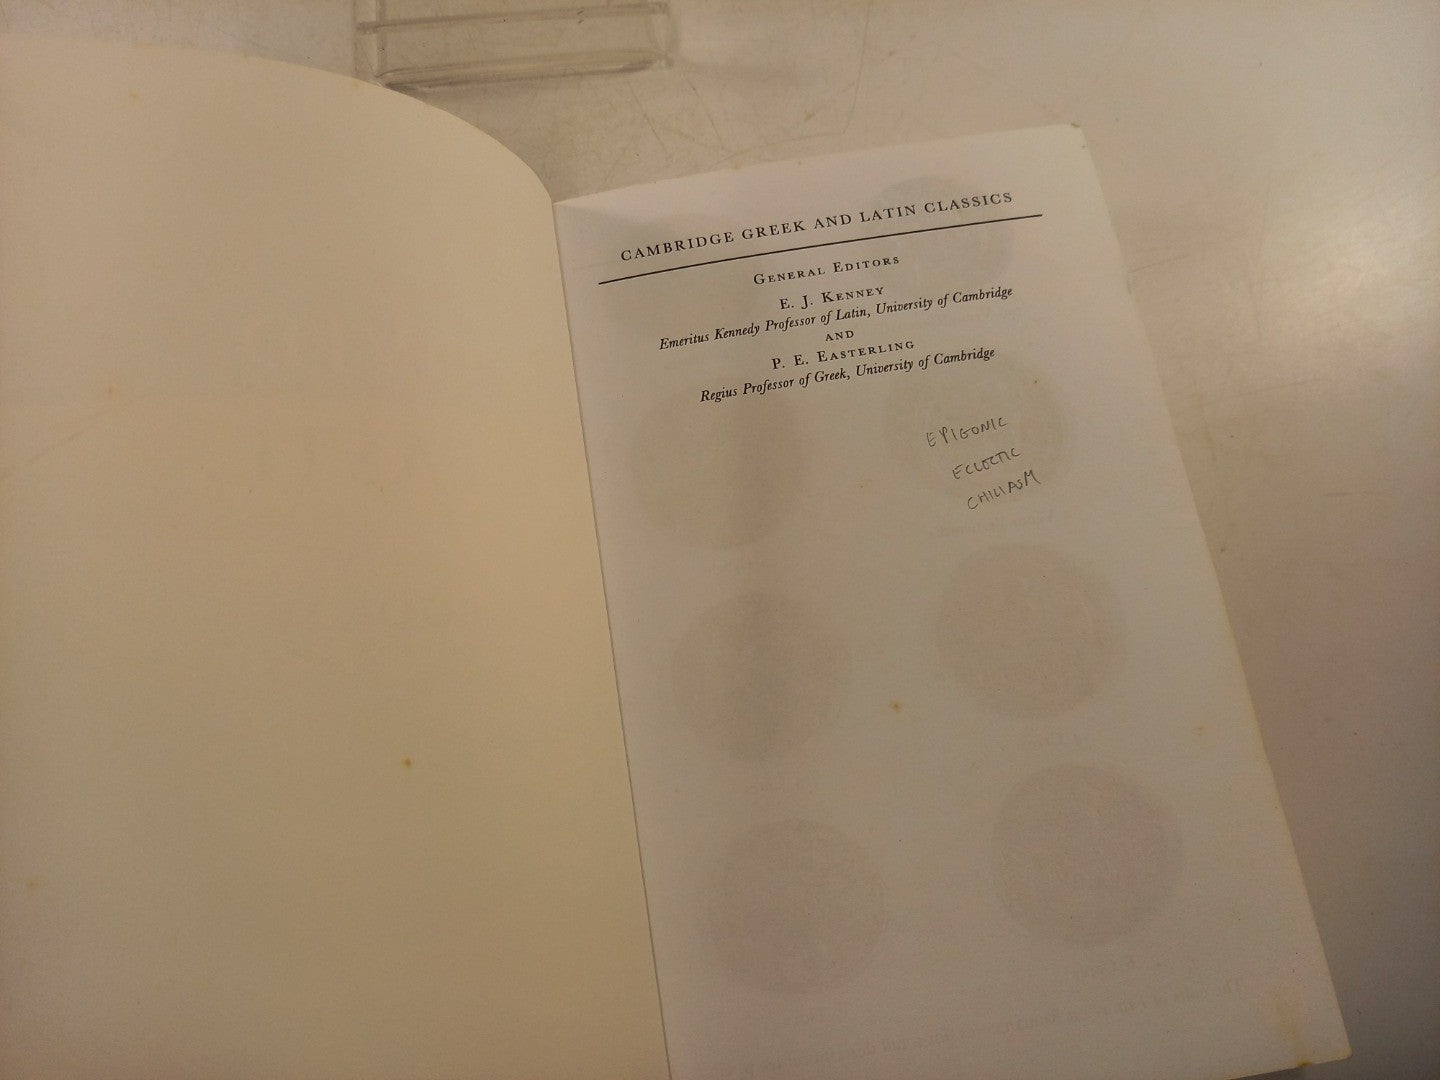 CAMBRIDGE GREEK AND LATIN CLASSICS
GENERAL EDITORS
E. J. KENNEY
Emeritus Kennedy Professor of Latin, University of Cambridge
AND
P. E. EASTERLING
Regius Professor of Greek, University of Cambridge
EPIGONIC
ECLECTIC
CHILIASM